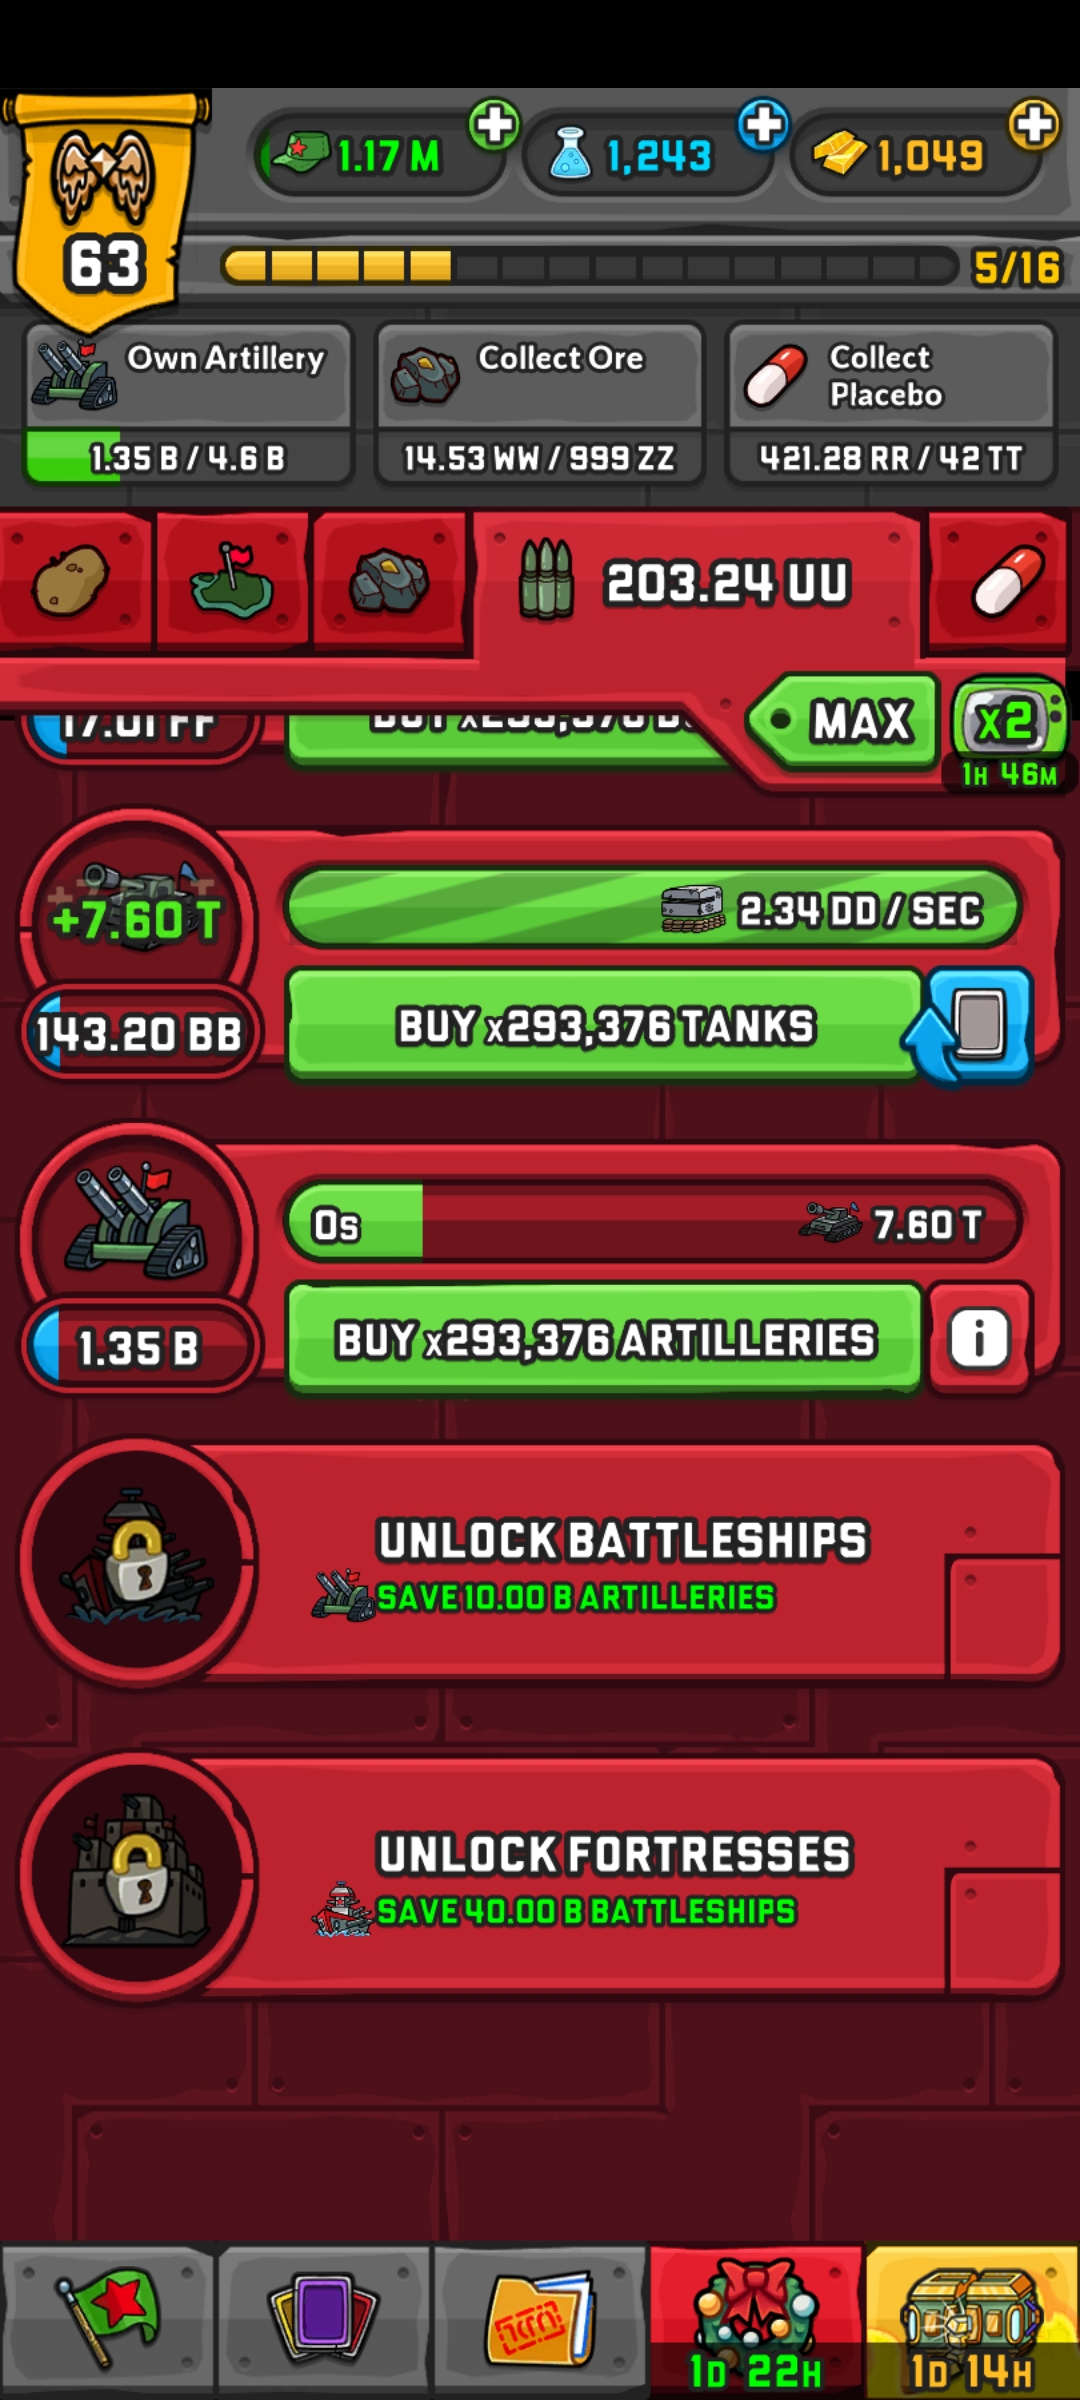 1.17 M
1,243
1,049
63
5/16
Own Artillery
1.35 B / 4.6 B
Collect Ore
14.53 WW / 999 ZZ
Collect
Placebo
421.28 RR / 42 TT
203.24 UU
MAX
x2
1H 46M
17.01 FF
+7.60 T
2.34 DD / SEC
143.20 BB
BUY x293,376 TANKS
0s
7.60 T
1.35 B
BUY x293,376 ARTILLERIES
i
UNLOCK BATTLESHIPS
SAVE 10.00 B ARTILLERIES
UNLOCK FORTRESSES
SAVE 40.00 B BATTLESHIPS
1D 22H
1D 14H